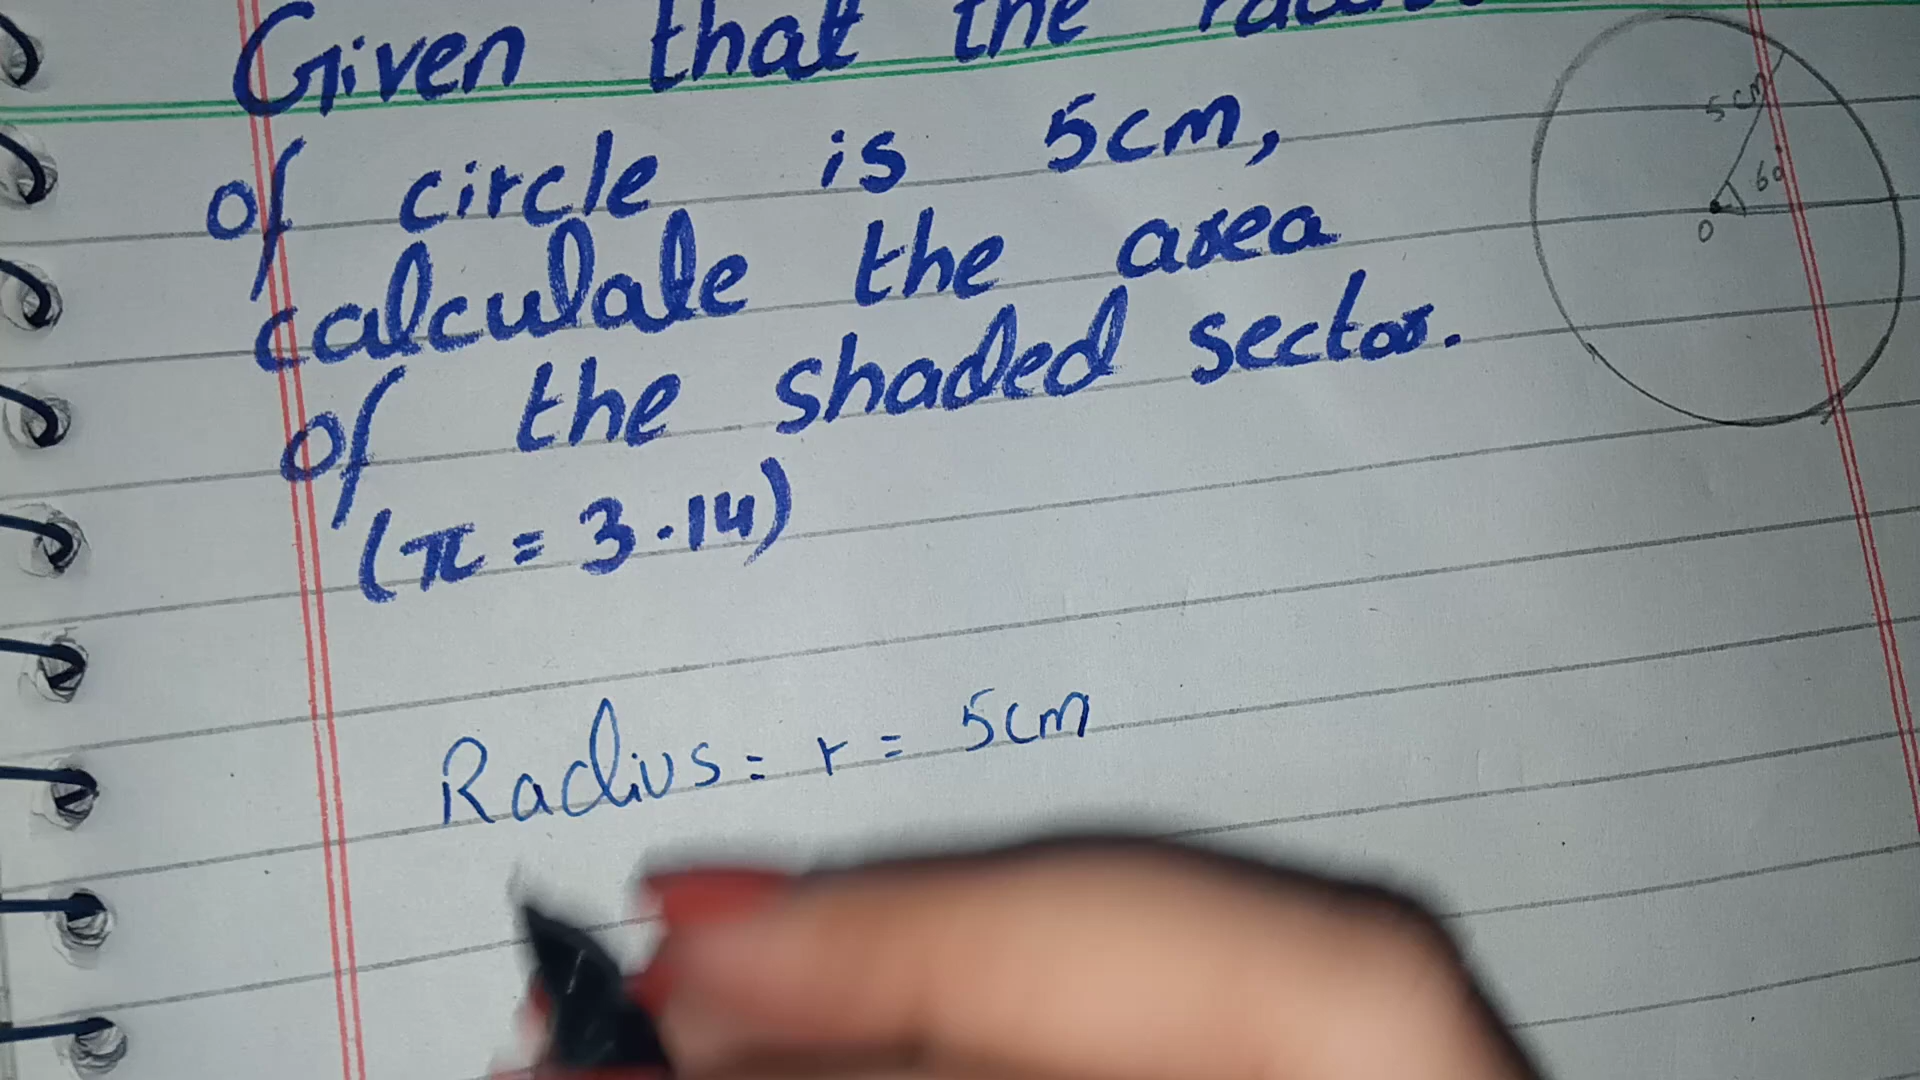 Given that the radius
of circle is 5cm,
calculate the area
of the shaded sector.
(π = 3.14)
5cm
60
O
Radius = r = 5cm